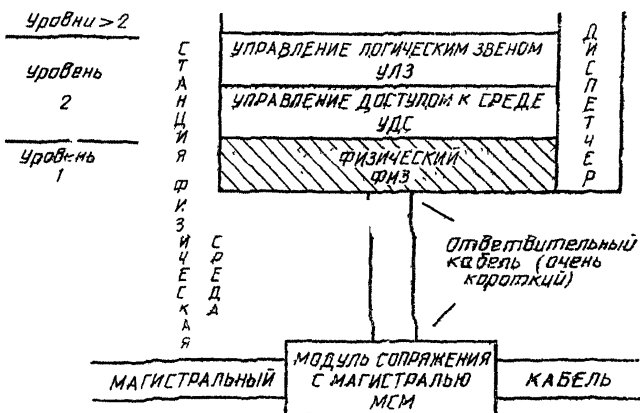 Уровни > 2
Уровень
2
Уровень
1
СТАНЦИЯ
ФИЗИЧЕСКАЯ
СРЕДА
УПРАВЛЕНИЕ ЛОГИЧЕСКИМ ЗВЕНОМ
УЛЗ
УПРАВЛЕНИЕ ДОСТУПОМ К СРЕДЕ
УДС
ФИЗИЧЕСКИЙ
ФИЗ
ДИСПЕТЧЕР
Ответвительный
кабель (очень
короткий)
МАГИСТРАЛЬНЫЙ
МОДУЛЬ СОПРЯЖЕНИЯ
С МАГИСТРАЛЬЮ
МСМ
КАБЕЛЬ